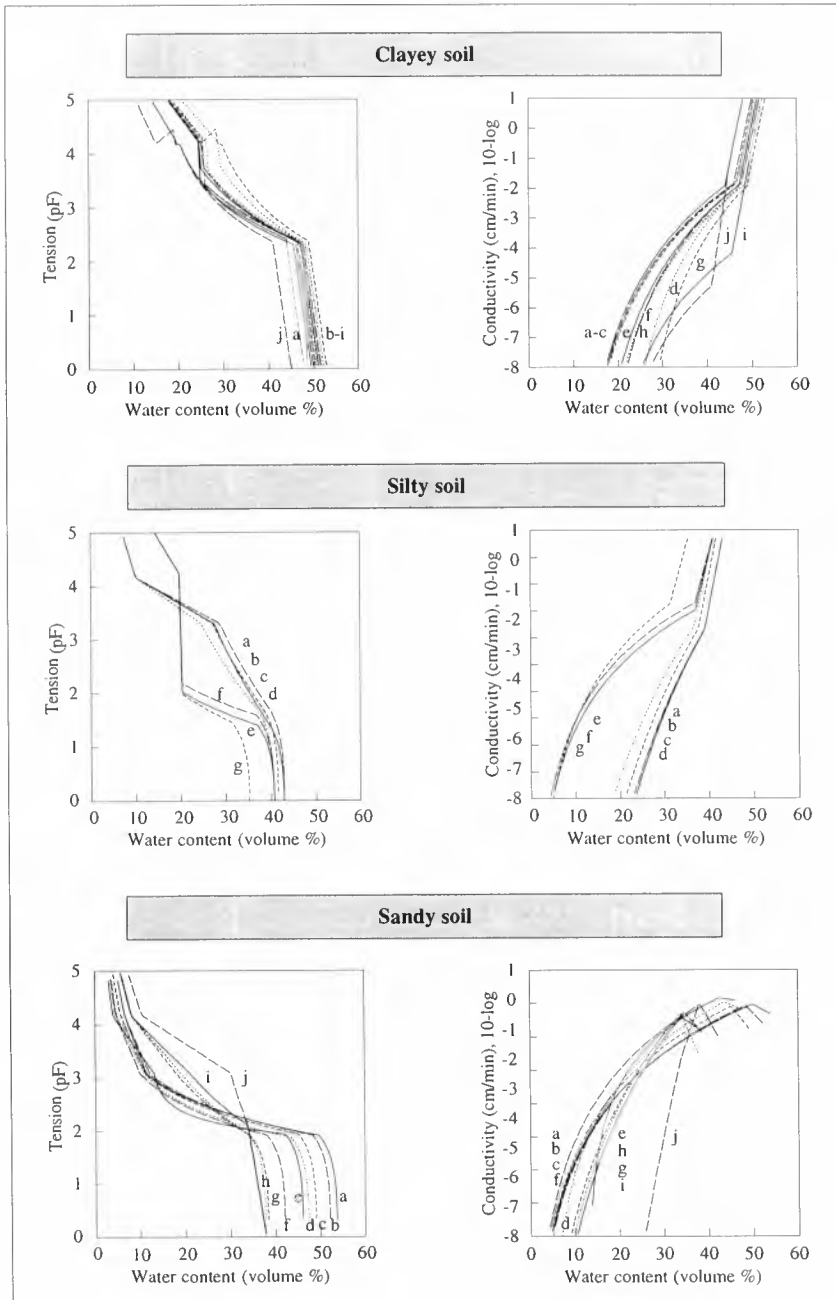 Clayey soil
5
4
3
2
1
0
Tension (pF)
j a b-i
0 10 20 30 40 50 60
Water content (volume %)
1
0
-1
-2
-3
-4
-5
-6
-7
-8
Conductivity (cm/min), 10-log
j i
g
d
f
a-c e/h
0 10 20 30 40 50 60
Water content (volume %)
Silty soil
5
4
3
2
1
0
Tension (pF)
a
b
c
f d
e
g
0 10 20 30 40 50 60
Water content (volume %)
1
0
-1
-2
-3
-4
-5
-6
-7
-8
Conductivity (cm/min), 10-log
e
f
g
a
b
c
d
0 10 20 30 40 50 60
Water content (volume %)
Sandy soil
5
4
3
2
1
0
Tension (pF)
i j
h g f e d c b a
0 10 20 30 40 50 60
Water content (volume %)
1
0
-1
-2
-3
-4
-5
-6
-7
-8
Conductivity (cm/min), 10-log
a
b
c
f
d
e
h
g
i
j
0 10 20 30 40 50 60
Water content (volume %)